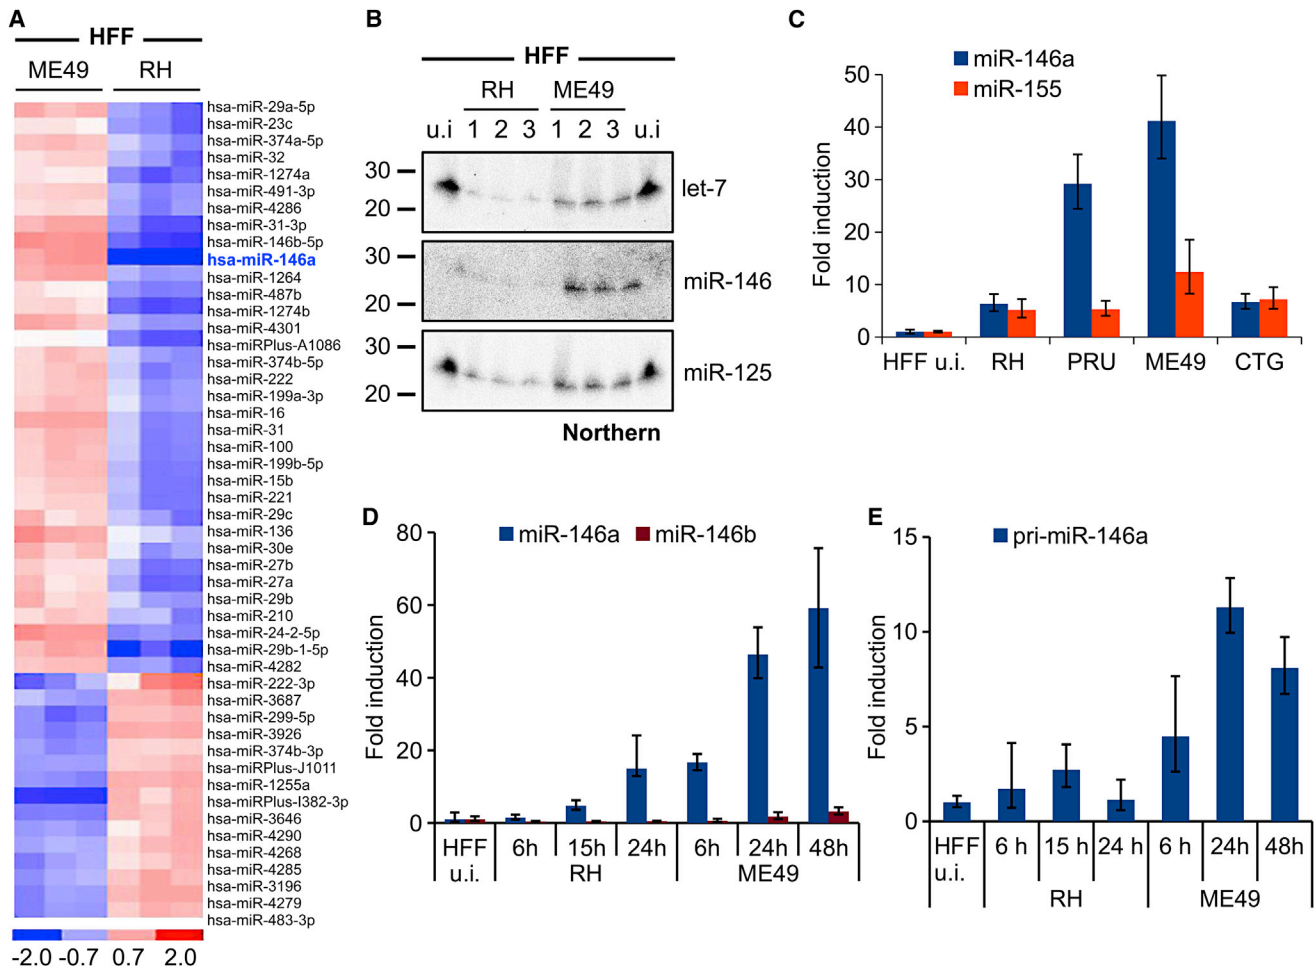 A
HFF
ME49 RH
hsa-miR-29a-5p
hsa-miR-23c
hsa-miR-374a-5p
hsa-miR-32
hsa-miR-1274a
hsa-miR-491-3p
hsa-miR-4286
hsa-miR-31-3p
hsa-miR-146b-5p
hsa-miR-146a
hsa-miR-1264
hsa-miR-487b
hsa-miR-1274b
hsa-miR-4301
hsa-miRPlus-A1086
hsa-miR-374b-5p
hsa-miR-222
hsa-miR-199a-3p
hsa-miR-16
hsa-miR-31
hsa-miR-100
hsa-miR-199b-5p
hsa-miR-15b
hsa-miR-221
hsa-miR-29c
hsa-miR-136
hsa-miR-30e
hsa-miR-27b
hsa-miR-27a
hsa-miR-29b
hsa-miR-210
hsa-miR-24-2-5p
hsa-miR-29b-1-5p
hsa-miR-4282
hsa-miR-222-3p
hsa-miR-3687
hsa-miR-299-5p
hsa-miR-3926
hsa-miR-374b-3p
hsa-miRPlus-J1011
hsa-miR-1255a
hsa-miRPlus-I382-3p
hsa-miR-3646
hsa-miR-4290
hsa-miR-4268
hsa-miR-4285
hsa-miR-3196
hsa-miR-4279
hsa-miR-483-3p
-2.0 -0.7 0.7 2.0
B
HFF
RH ME49
u.i 1 2 3 1 2 3 u.i
30
20
let-7
30
20
miR-146
30
20
miR-125
Northern
C
miR-146a
miR-155
Fold induction
50
40
30
20
10
0
HFF u.i. RH PRU ME49 CTG
D
miR-146a miR-146b
Fold induction
80
60
40
20
0
HFF 6h 15h 24h 6h 24h 48h
u.i. RH ME49
E
pri-miR-146a
Fold induction
15
10
5
0
HFF 6 h 15 h 24 h 6 h 24h 48h
u.i.
RH ME49